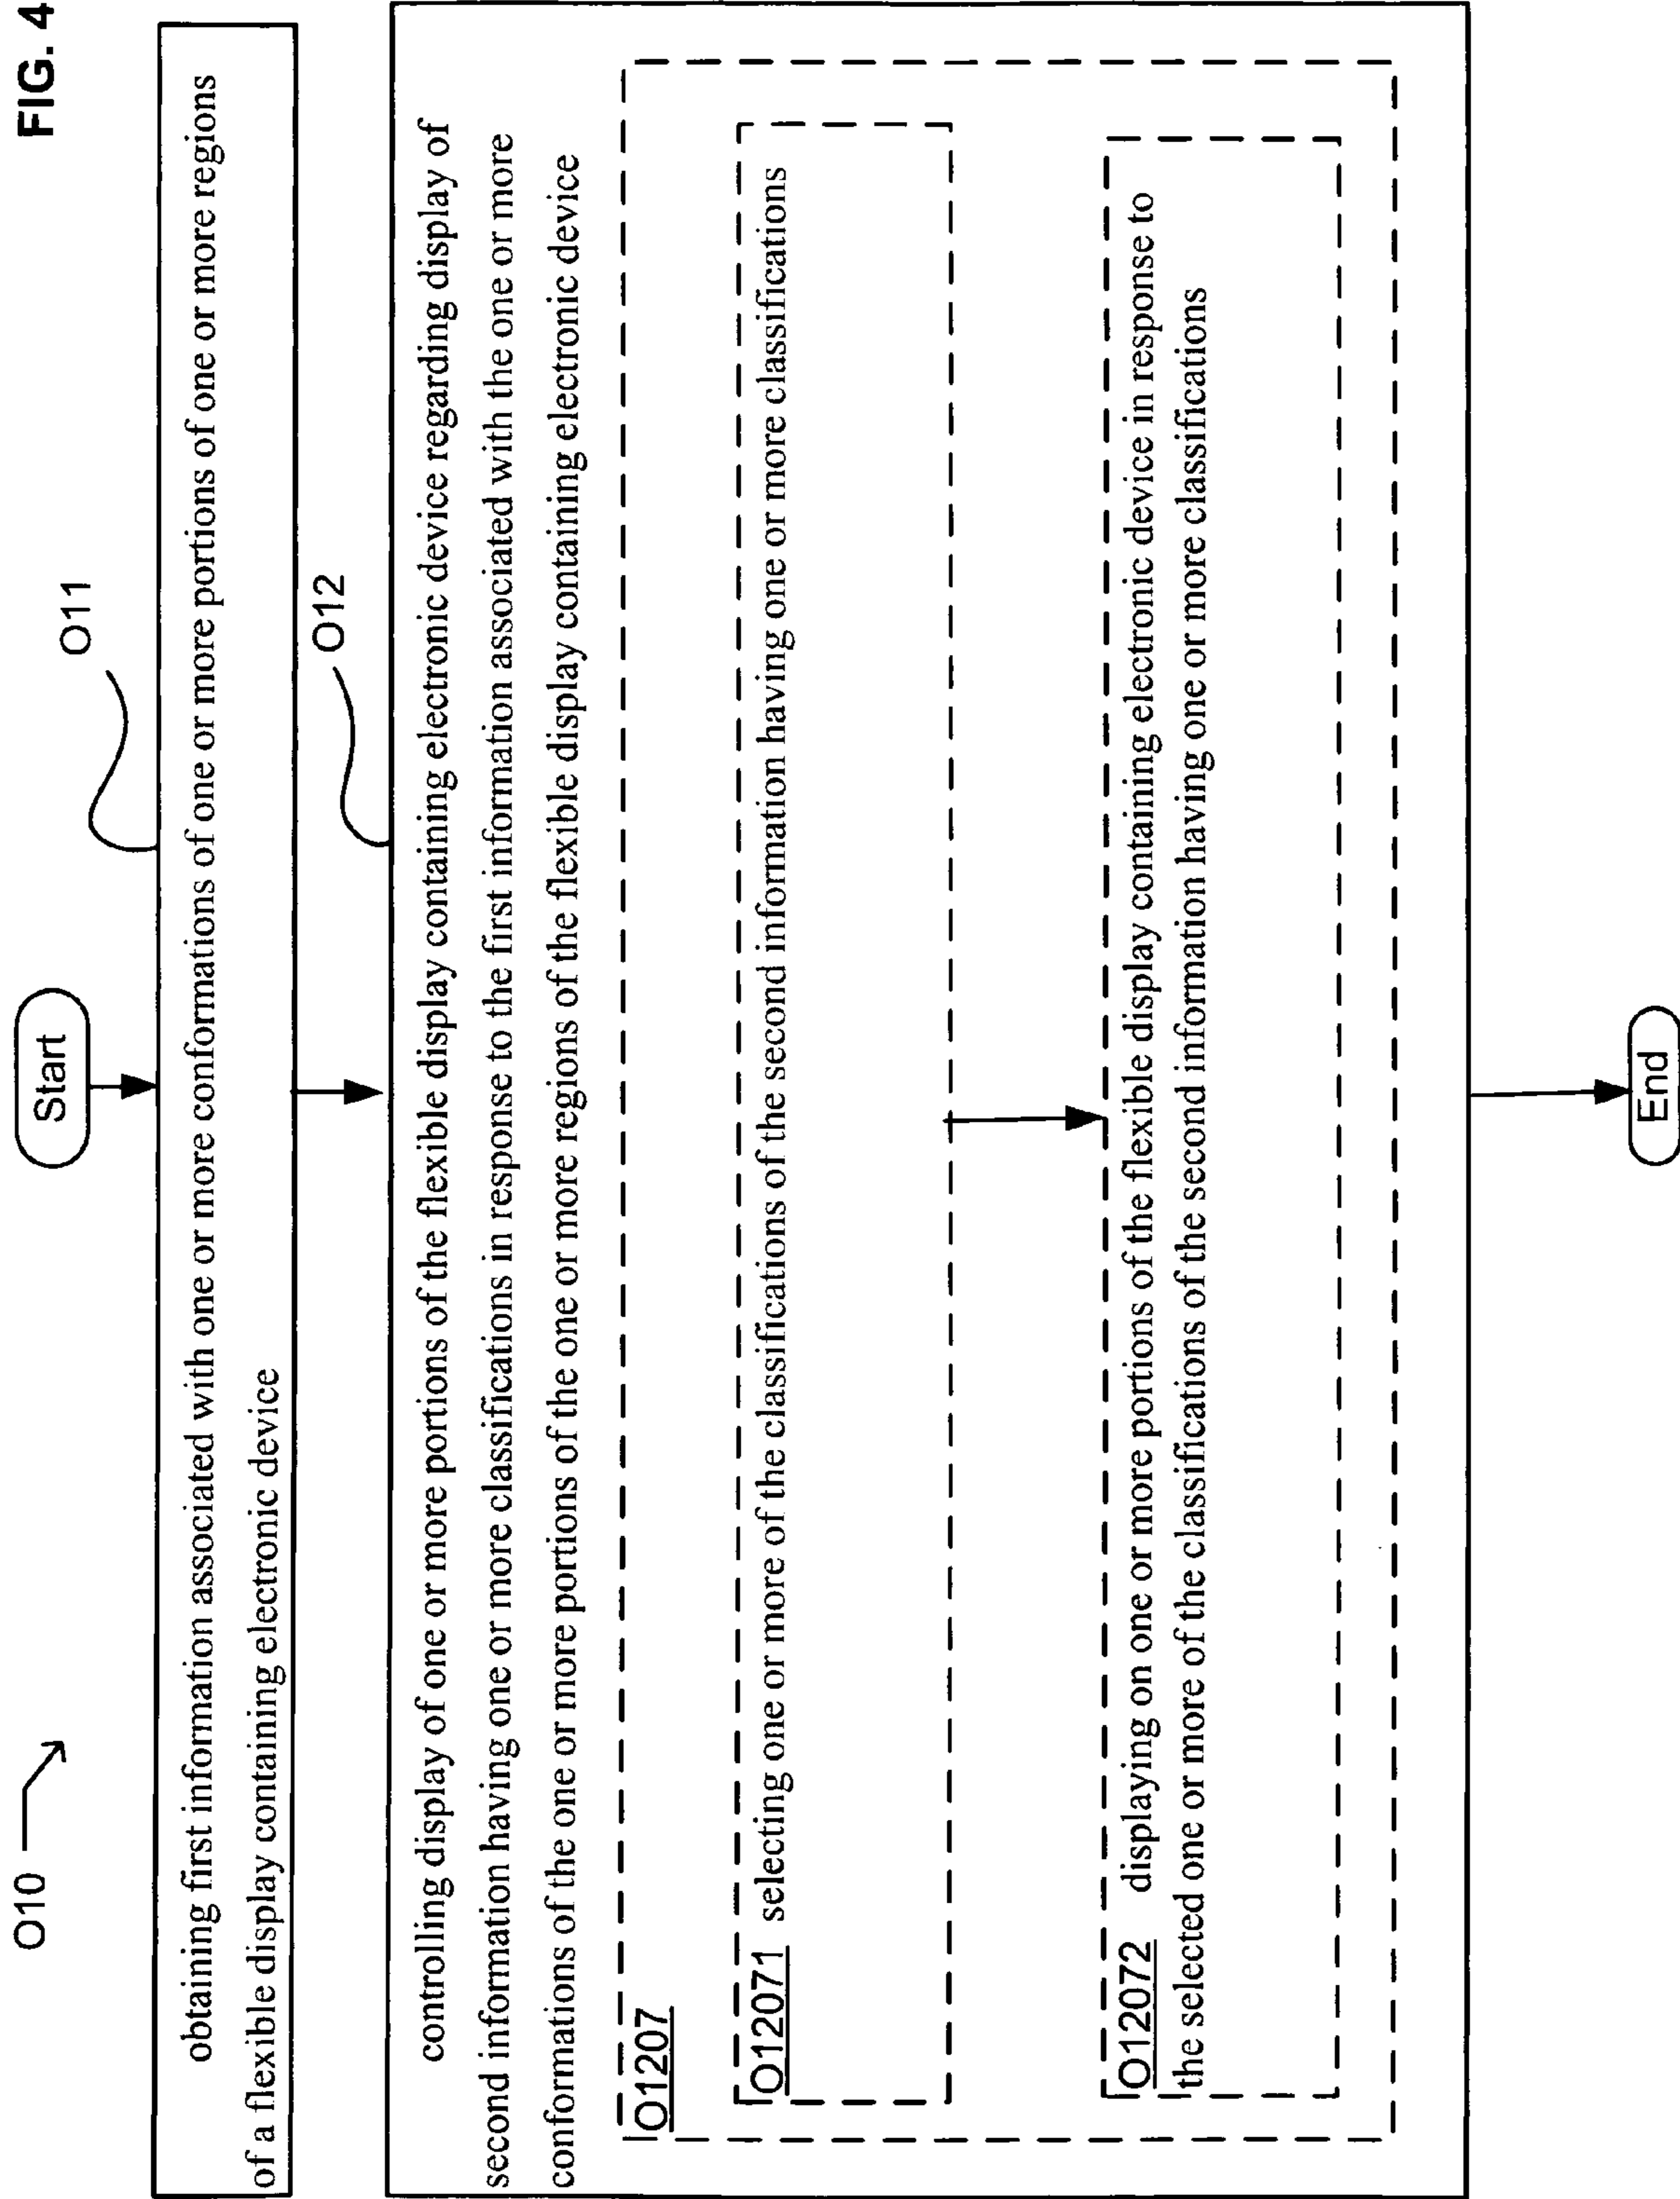 FIG. 4
O10
Start
O11
obtaining first information associated with one or more conformations of one or more portions of one or more regions
of a flexible display containing electronic device
O12
controlling display of one or more portions of the flexible display containing electronic device regarding display of
second information having one or more classifications in response to the first information associated with the one or more
conformations of the one or more portions of the one or more regions of the flexible display containing electronic device
O1207
O12071 selecting one or more of the classifications of the second information having one or more classifications
O12072 displaying on one or more portions of the flexible display containing electronic device in response to
the selected one or more of the classifications of the second information having one or more classifications
End